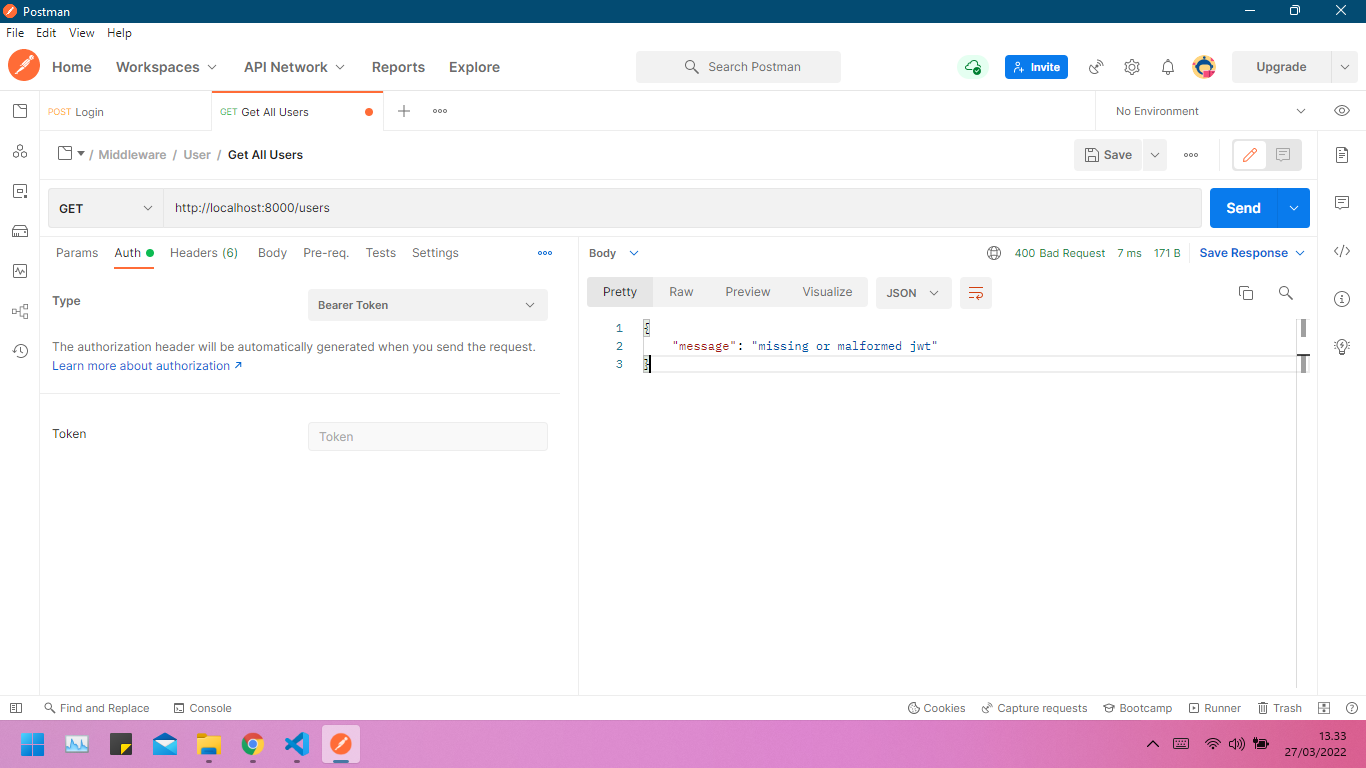 Postman
File Edit View Help
Home Workspaces API Network Reports Explore Search Postman Invite Upgrade
POST Login GET Get All Users No Environment
/ Middleware / User / Get All Users Save
GET http://localhost:8000/users Send
Params Auth Headers (6) Body Pre-req. Tests Settings
Body 400 Bad Request 7 ms 171 B Save Response
Type Bearer Token
Pretty Raw Preview Visualize JSON
The authorization header will be automatically generated when you send the request.
Learn more about authorization ↗
Token Token
1 {
2 "message": "missing or malformed jwt"
3 }
Find and Replace Console Cookies Capture requests Bootcamp Runner Trash
13.33
27/03/2022